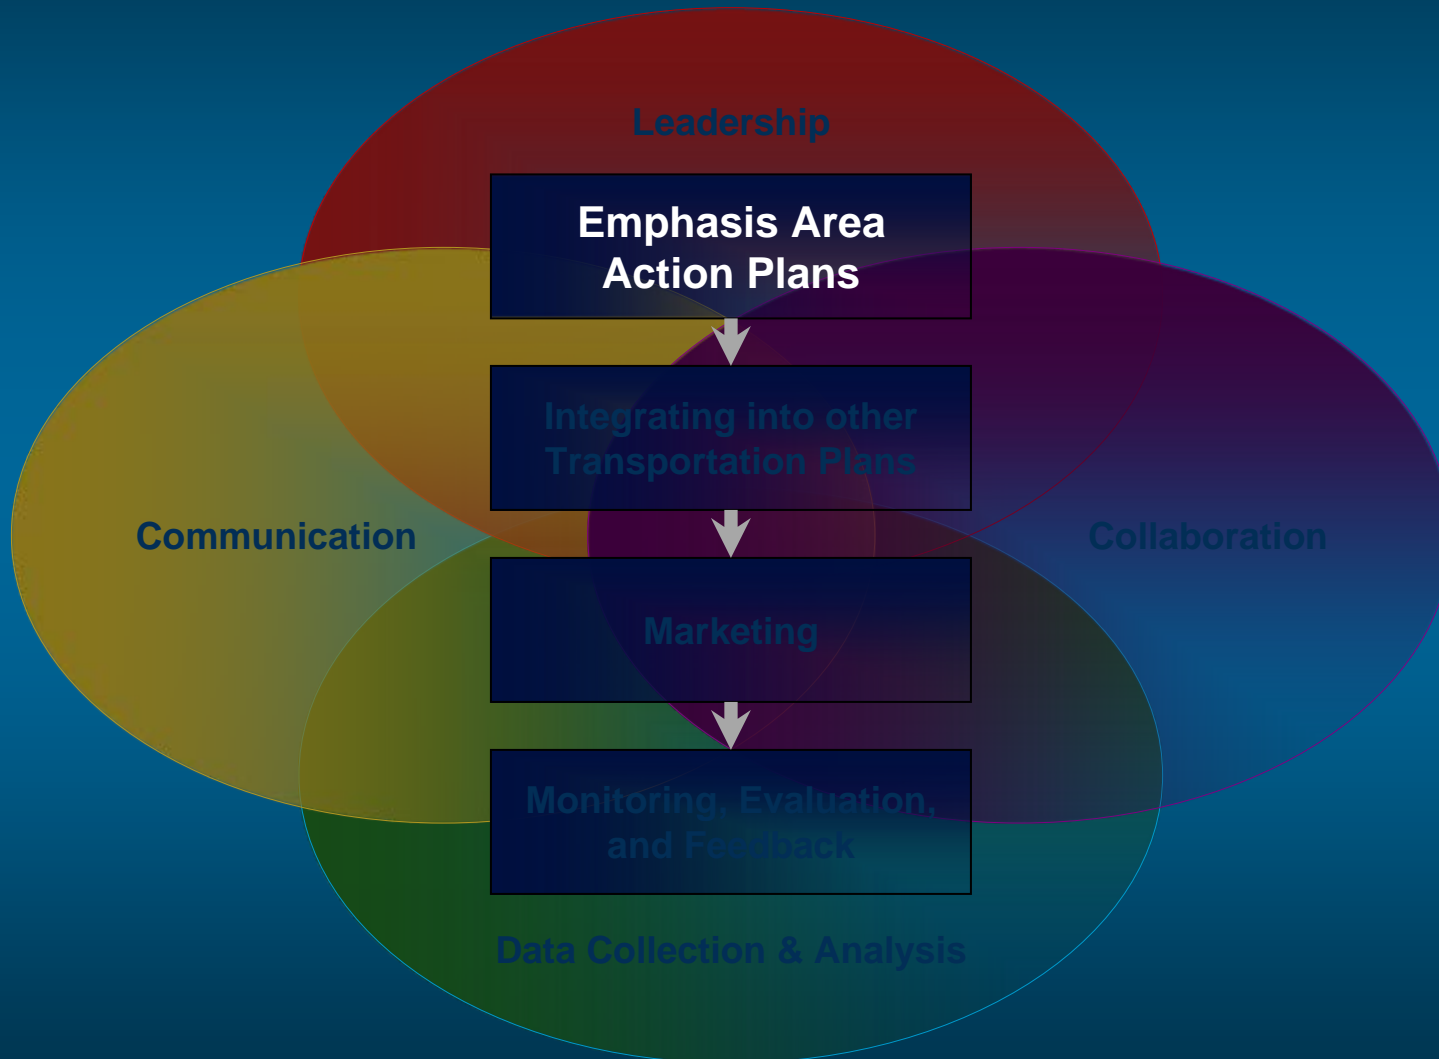 Leadership
Emphasis Area
Action Plans
Integrating into other
Transportation Plans
Communication
Collaboration
Marketing
Monitoring, Evaluation,
and Feedback
Data Collection & Analysis